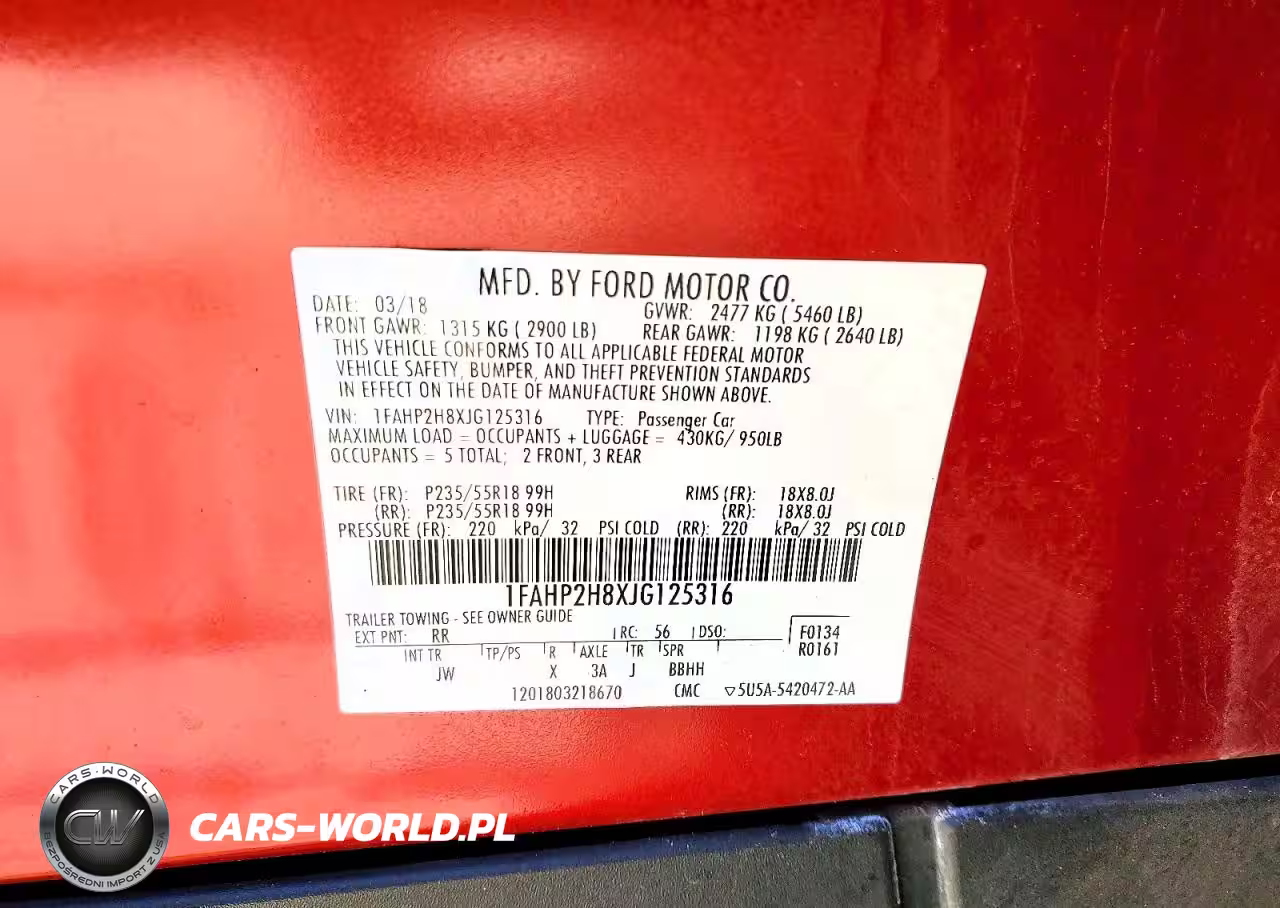 MFD. BY FORD MOTOR CO.
DATE: 03/18 GVWR: 2477 KG ( 5460 LB)
FRONT GAWR: 1315 KG ( 2900 LB) REAR GAWR: 1198 KG ( 2640 LB)
THIS VEHICLE CONFORMS TO ALL APPLICABLE FEDERAL MOTOR
VEHICLE SAFETY, BUMPER, AND THEFT PREVENTION STANDARDS
IN EFFECT ON THE DATE OF MANUFACTURE SHOWN ABOVE.
VIN: 1FAHP2H8XJG125316 TYPE: Passenger Car
MAXIMUM LOAD = OCCUPANTS + LUGGAGE = 430KG/ 950LB
OCCUPANTS = 5 TOTAL; 2 FRONT, 3 REAR
TIRE (FR): P235/55R18 99H RIMS (FR): 18X8.0J
(RR): P235/55R18 99H (RR): 18X8.0J
PRESSURE (FR): 220 kPa/ 32 PSI COLD (RR): 220 kPa/ 32 PSI COLD
1FAHP2H8XJG125316
TRAILER TOWING - SEE OWNER GUIDE
EXT PNT: RR RC: 56 DSO: F0134
INT TR TP/PS R AXLE TR SPR R0161
JW X 3A J BBHH
1201803218670 CMC ▽5U5A-5420472-AA
CARS-WORLD
CW
BEZPOŚREDNI IMPORT Z USA
CARS-WORLD.PL